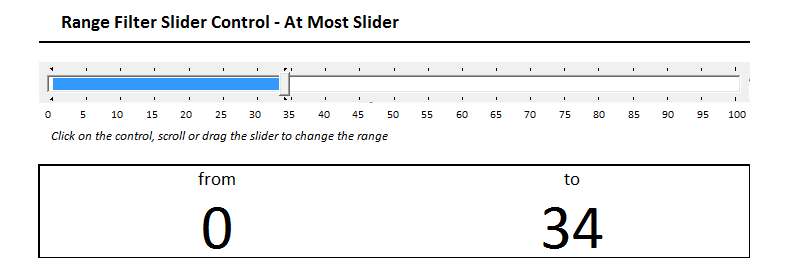 Range Filter Slider Control - At Most Slider
0 5 10 15 20 25 30 35 40 45 50 55 60 65 70 75 80 85 90 95 100
Click on the control, scroll or drag the slider to change the range
from to
0 34